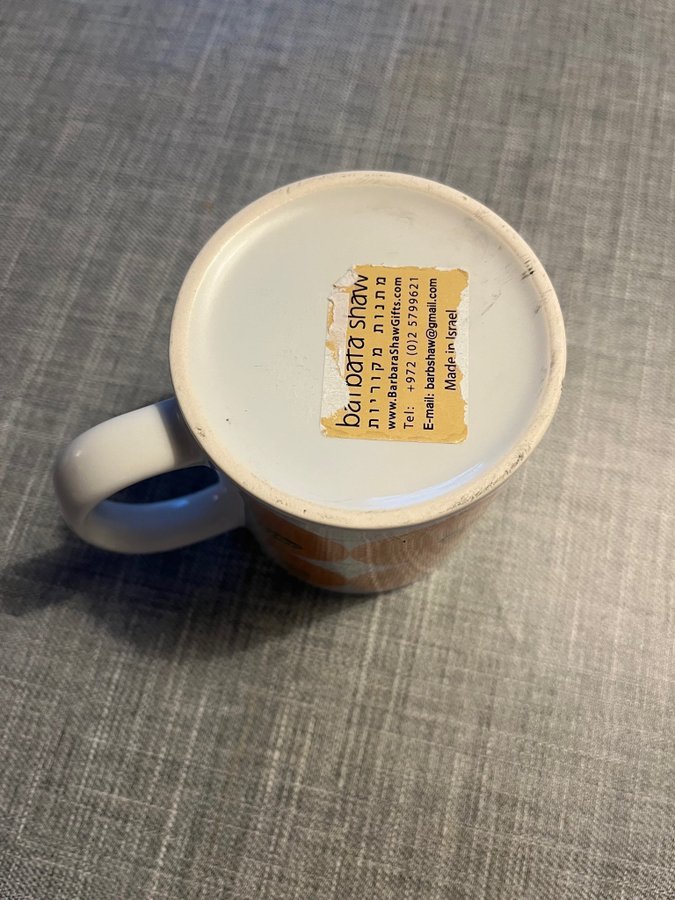 barbara shaw
מתנות מקוריות
www.BarbaraShawGifts.com
Tel: +972 (0)2 5799621
E-mail: barbshaw@gmail.com
Made in Israel